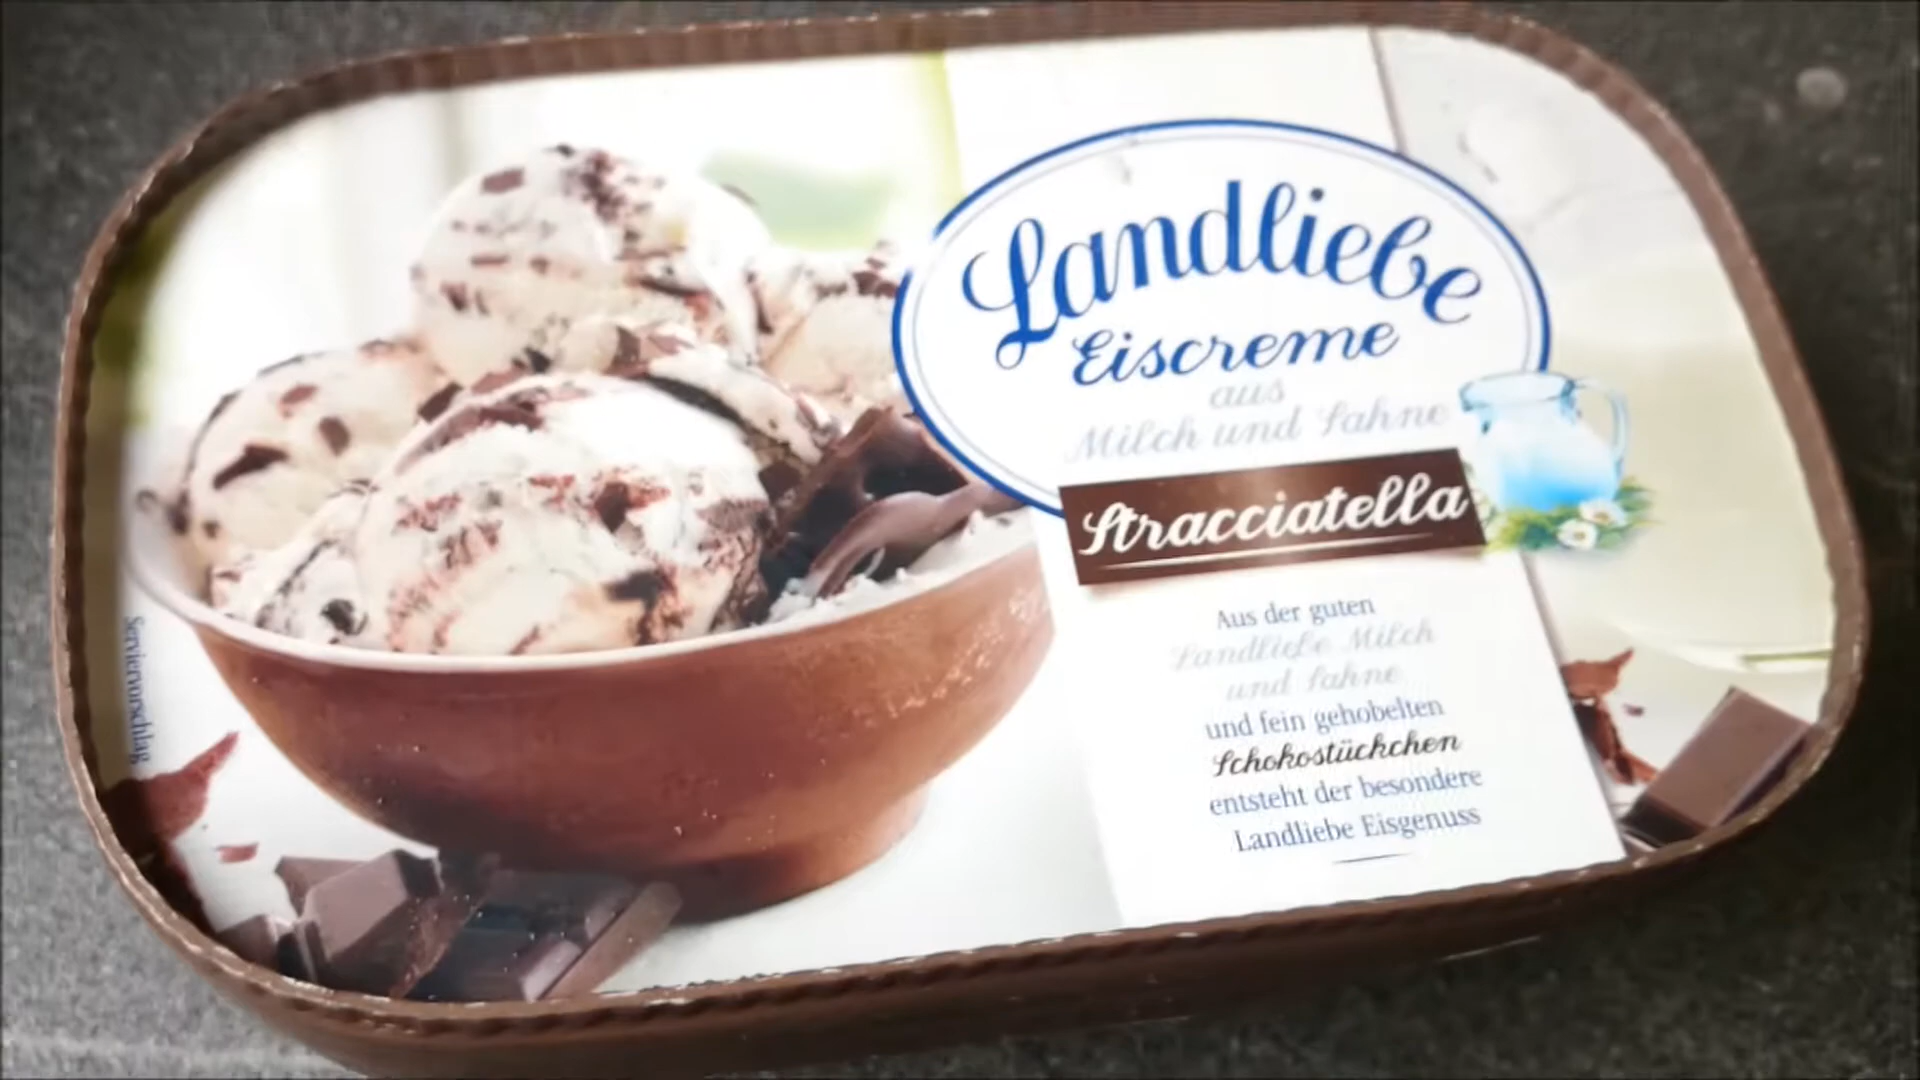 Landliebe
Eiscreme
aus
Milch und Sahne
Stracciatella
Aus der guten
Landliebe Milch
und Sahne
und fein gehobelten
Schokostückchen
entsteht der besondere
Landliebe Eisgenuss
Serviervorschlag